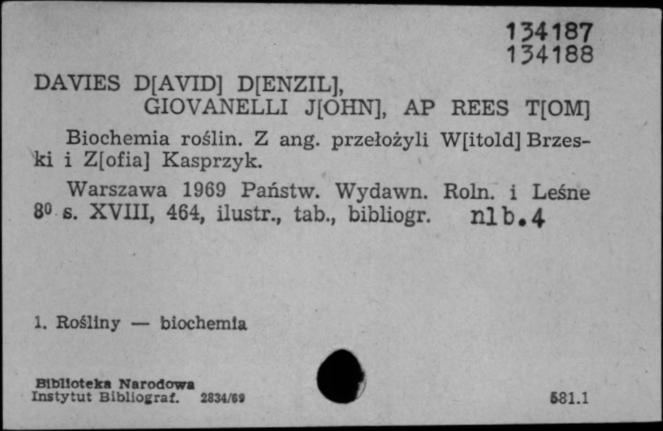 134187
134188
DAVIES D[AVID] D[ENZIL],
GIOVANELLI J[OHN], AP REES T[OM]
Biochemia roślin. Z ang. przełożyli W[itold] Brzes-
ki i Z[ofia] Kasprzyk.
Warszawa 1969 Państw. Wydawn. Roln. i Leśne
8⁰ s. XVIII, 464, ilustr., tab., bibliogr. nlb.4
1. Rośliny — biochemia
Biblioteka Narodowa
Instytut Bibliograf. 2834/69 581.1